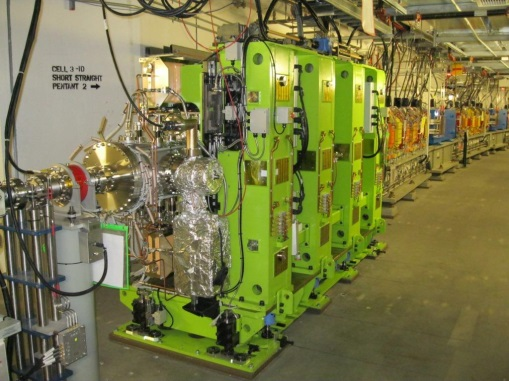 CELL 3-10
SHORT STRAIGHT
PENTANT 2 →